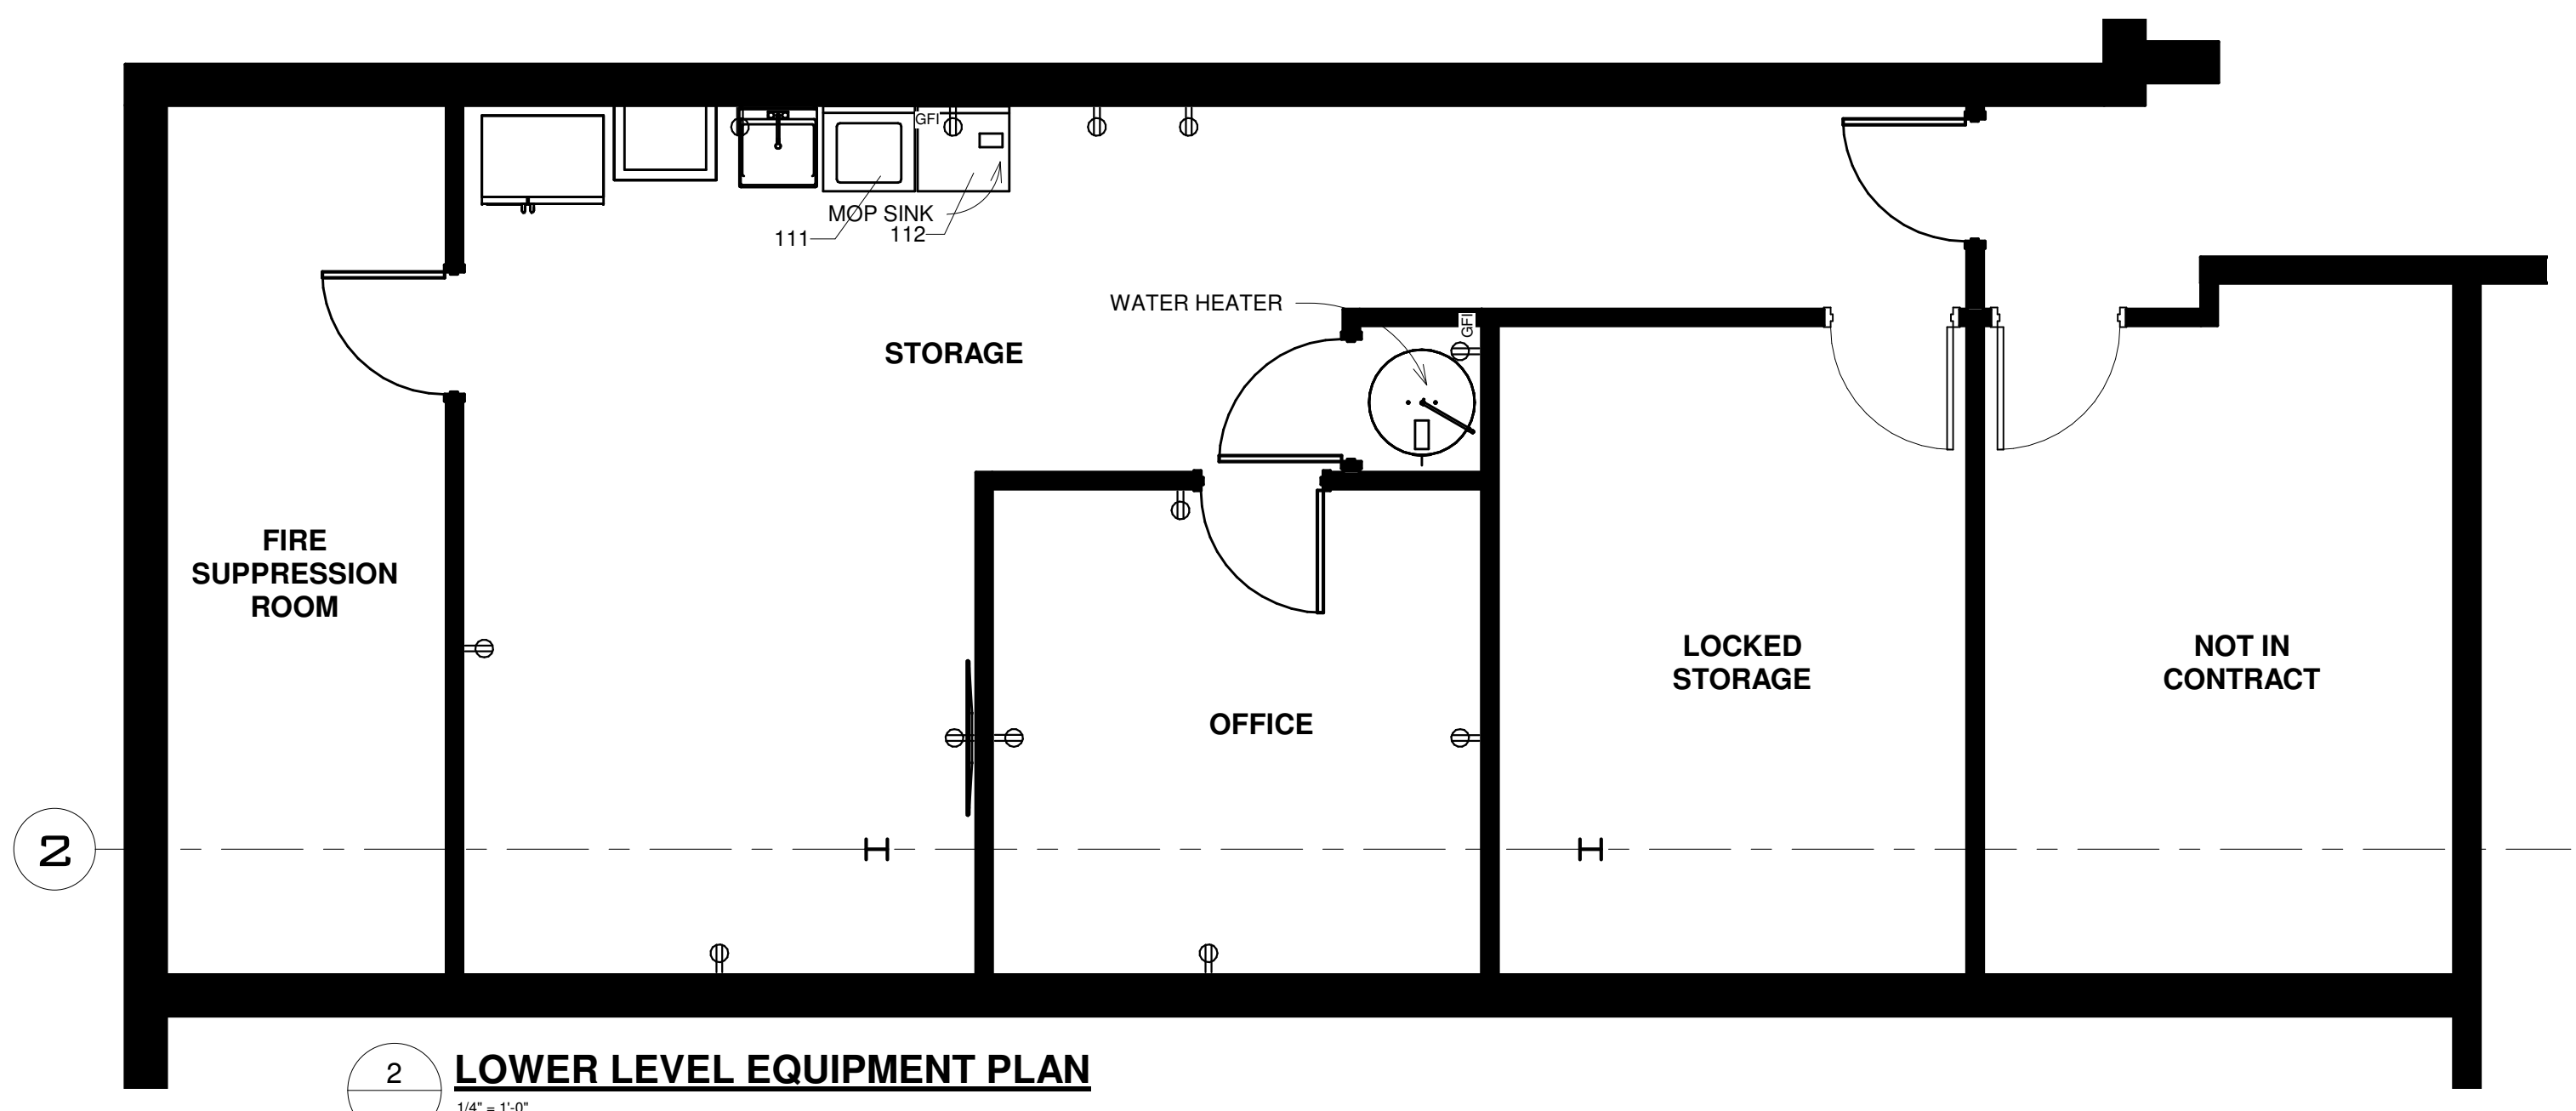 GFI
MOP SINK
111
112
WATER HEATER
GFI
STORAGE
FIRE
SUPPRESSION
ROOM
LOCKED
STORAGE
NOT IN
CONTRACT
OFFICE
2
2
LOWER LEVEL EQUIPMENT PLAN
1/4" = 1'-0"